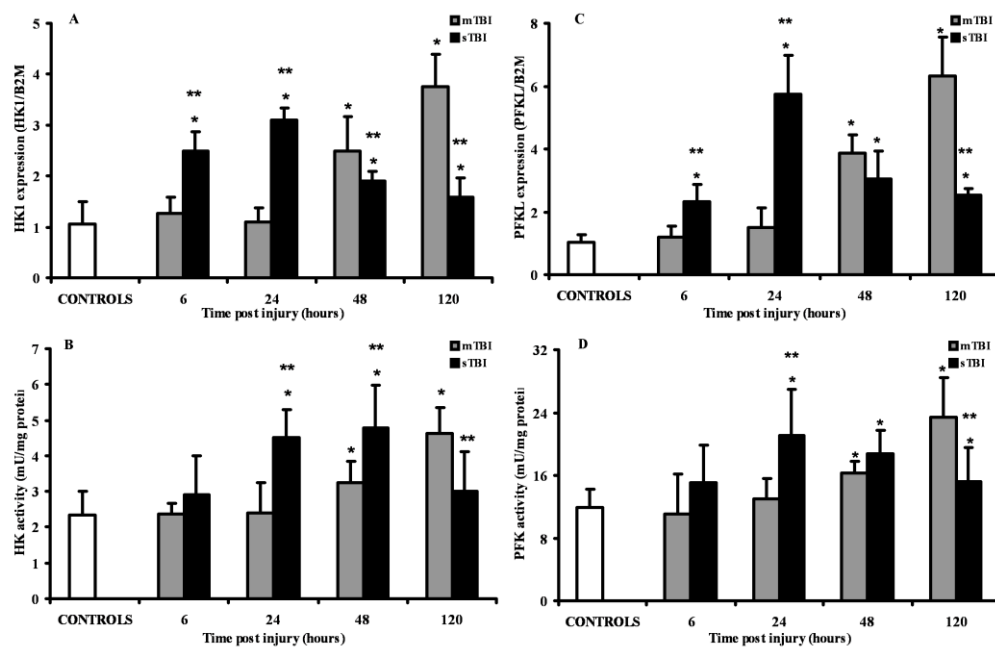 A
mTBI
sTBI
HK1 expression (HK1/B2M)
5
4
3
2
1
0
** *
** *
*
** *
*
** *
CONTROLS 6 24 48 120
Time post injury (hours)
C
mTBI
sTBI
PFKL expression (PFKL/B2M)
8
6
4
2
0
** *
** *
*
*
*
** *
CONTROLS 6 24 48 120
Time post injury (hours)
B
mTBI
sTBI
HK activity (mU/mg protein)
7
6
5
4
3
2
1
0
** *
*
** *
*
**
CONTROLS 6 24 48 120
Time post injury (hours)
D
mTBI
sTBI
PFK activity (mU/mg protein)
32
24
16
8
0
** *
*
*
*
** *
CONTROLS 6 24 48 120
Time post injury (hours)